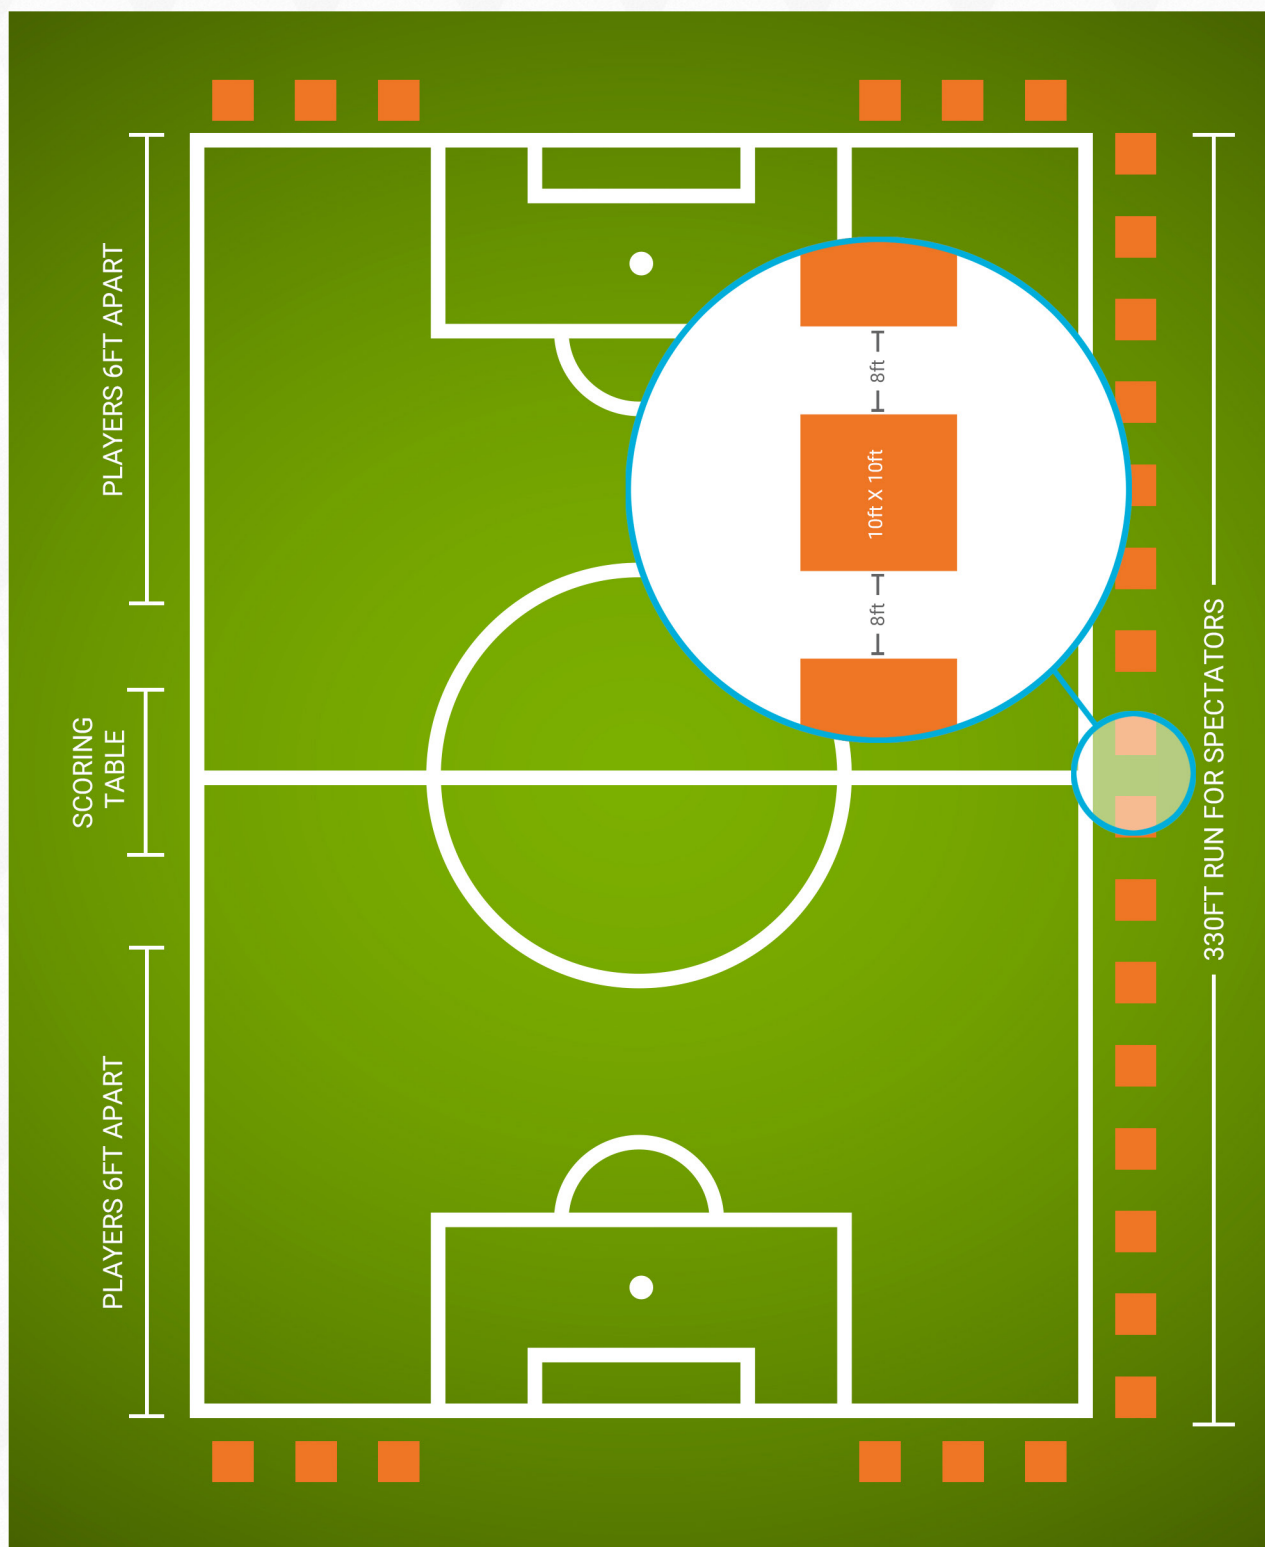 PLAYERS 6FT APART
SCORING
TABLE
PLAYERS 6FT APART
8ft
10ft X 10ft
8ft
330FT RUN FOR SPECTATORS